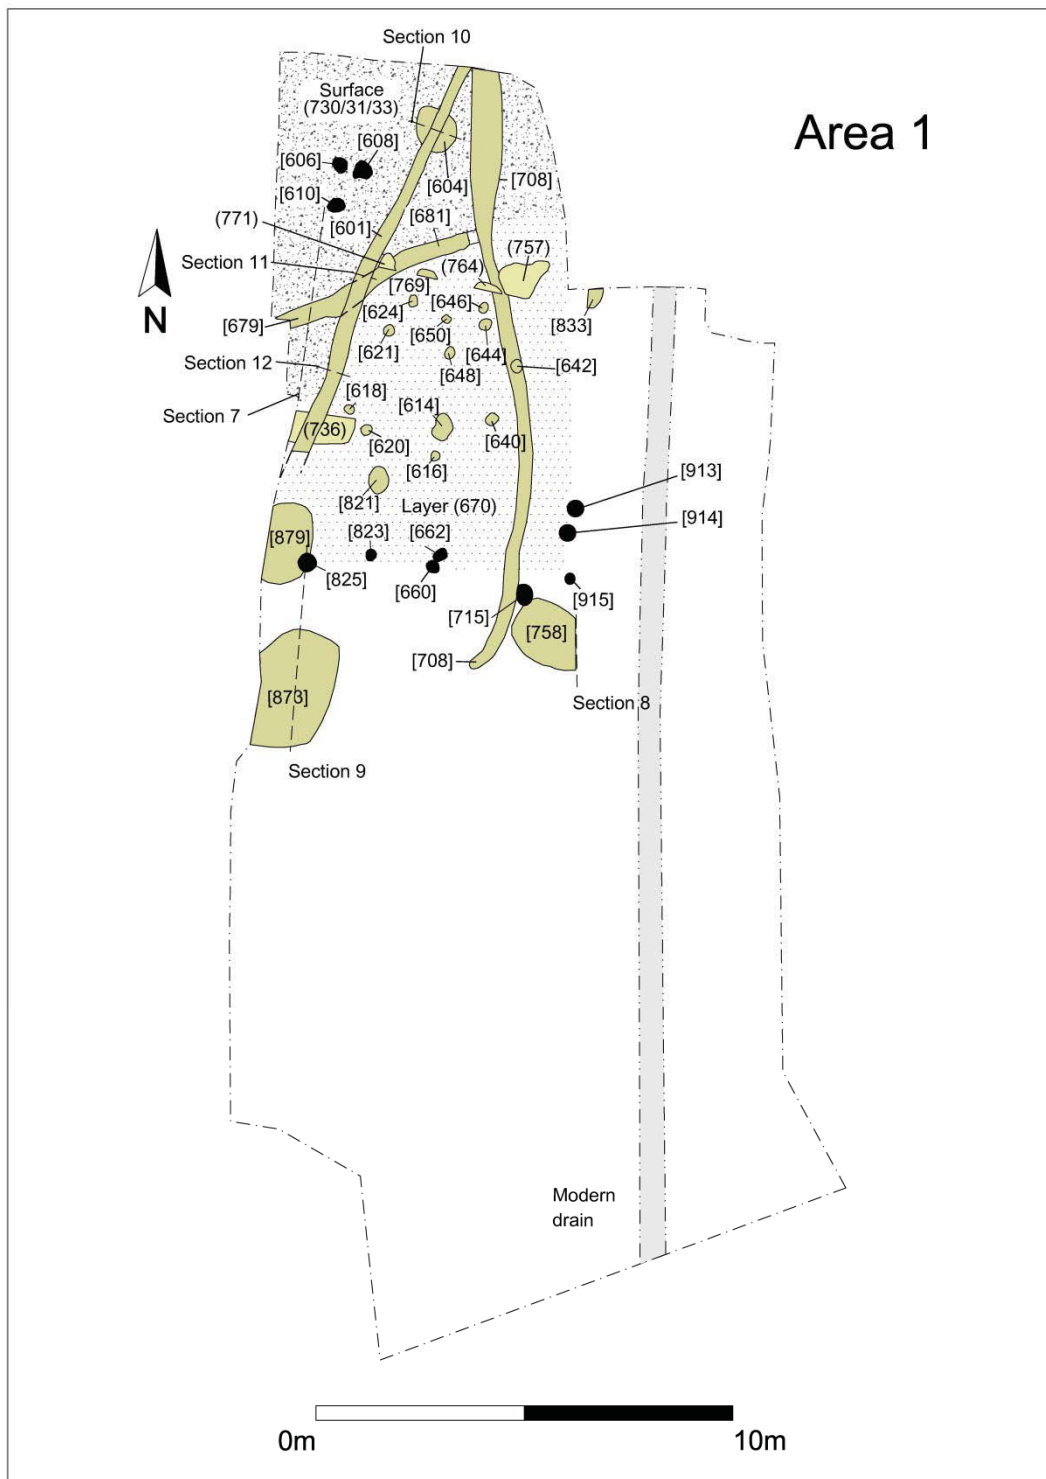 Section 10
Area 1
Surface
(730/31/33)
[606]
[608]
[610]
[604]
[708]
(771)
[601]
[681]
Section 11
(764)
(757)
[769]
[624]
[646]
[679]
[650]
[833]
[621]
[644]
[642]
Section 12
[648]
[618]
[614]
Section 7
(736)
[620]
[640]
[616]
[913]
[821]
Layer (670)
[914]
[879]
[823]
[662]
[825]
[660]
[715]
[915]
[758]
[708]
[873]
Section 8
Section 9
N
Modern
drain
0m
10m